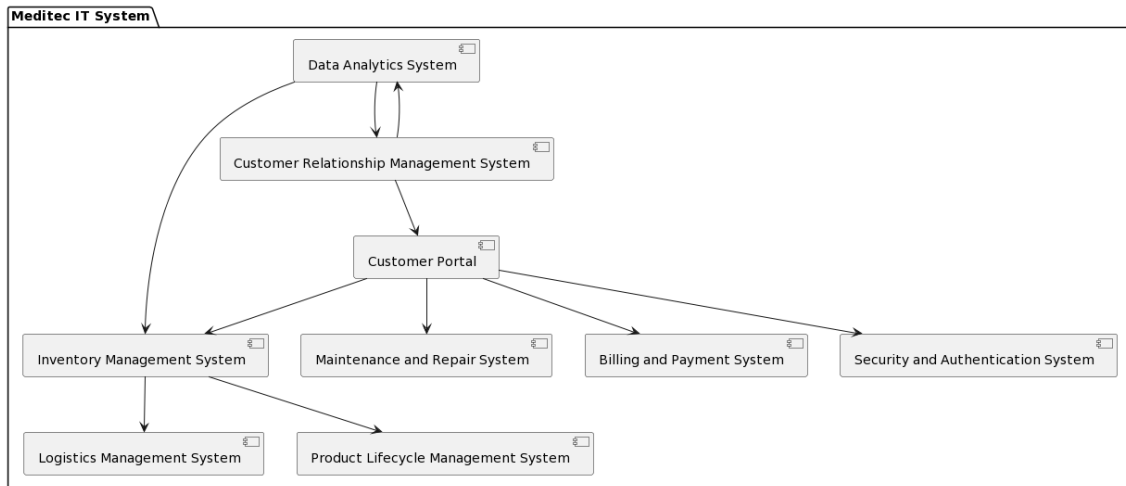 Meditec IT System
Data Analytics System
Customer Relationship Management System
Customer Portal
Inventory Management System
Maintenance and Repair System
Billing and Payment System
Security and Authentication System
Logistics Management System
Product Lifecycle Management System